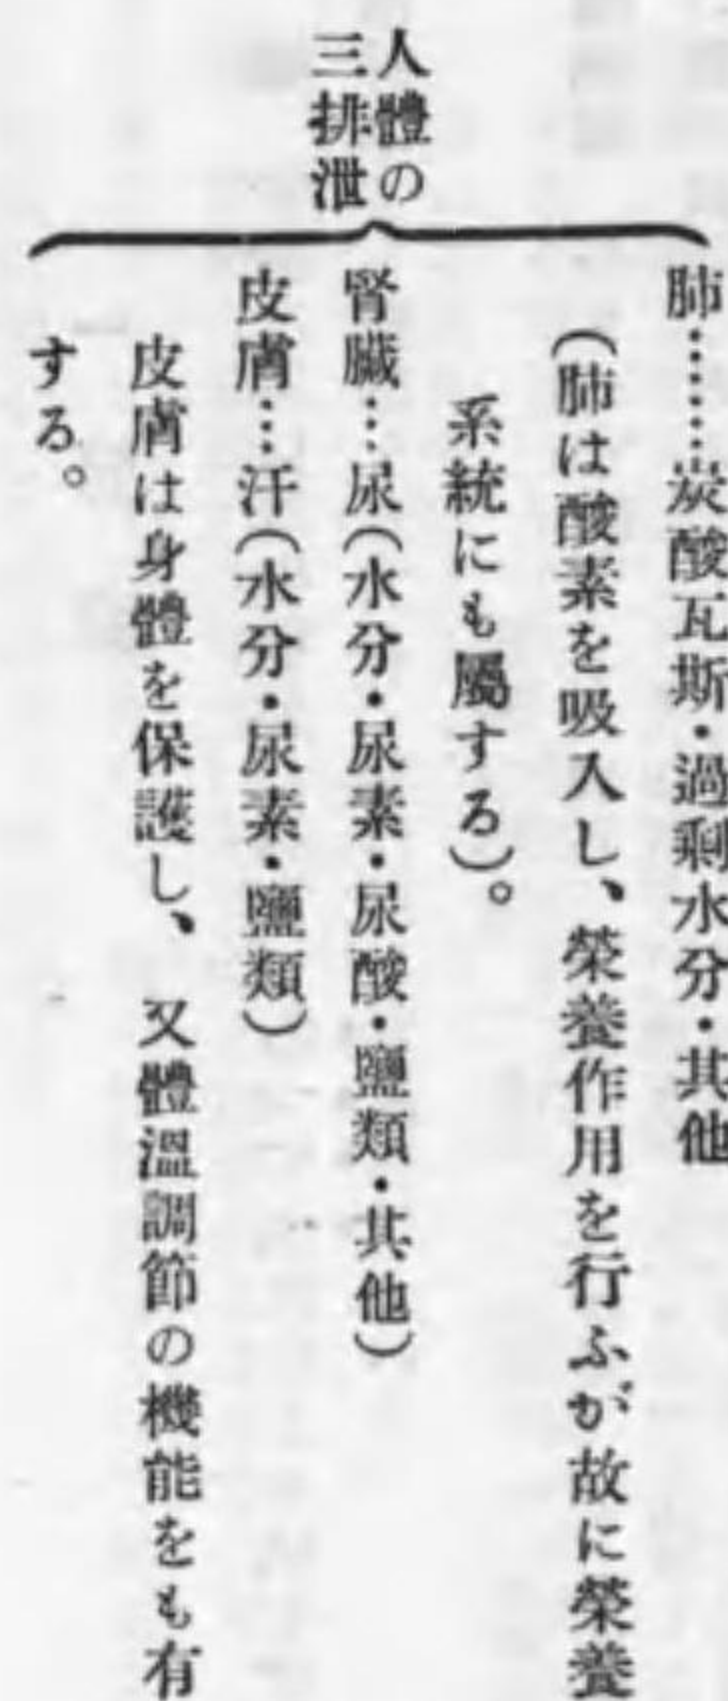 人體の
三排泄
肺……炭酸瓦斯・過剩水分・其他
（肺は酸素を吸入し、榮養作用を行ふが故に榮養
系統にも屬する）。
腎臟…尿（水分・尿素・尿酸・鹽類・其他）
皮膚…汗（水分・尿素・鹽類）
皮膚は身體を保護し、又體溫調節の機能をも有
する。